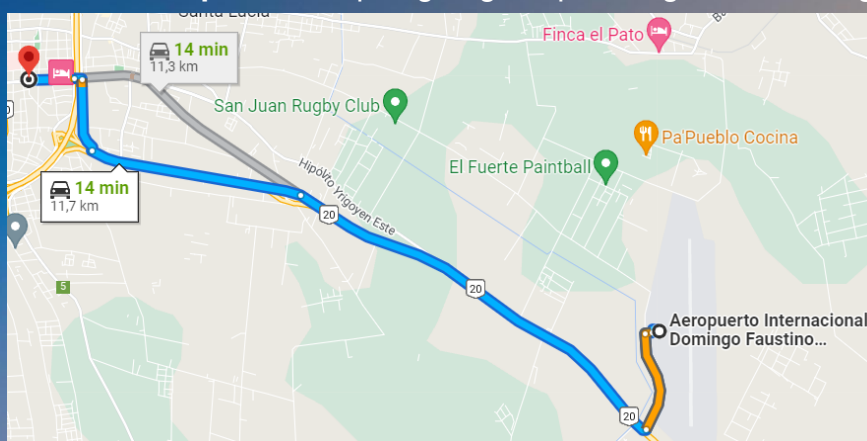 Santa Lucía
Finca el Pato
14 min
11,3 km
San Juan Rugby Club
Pa'Pueblo Cocina
El Fuerte Paintball
Hipólito Yrigoyen Este
14 min
11,7 km
20
20
5
Aeropuerto Internacional
Domingo Faustino...
20